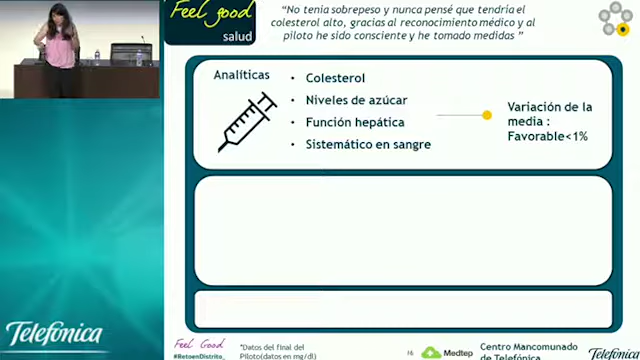 Feel good
salud
"No tenia sobrepeso y nunca pensé que tendría el
colesterol alto, gracias al reconocimiento médico y al
piloto he sido consciente y he tomado medidas "
Analíticas
• Colesterol
• Niveles de azúcar
• Función hepática
• Sistemático en sangre
Variación de la
media :
Favorable<1%
Telefónica
Feel Good
#RetoenDistrito_
*Datos del final del
Piloto(datos en mg/dl)
16
Medtep
Centro Mancomunado
de Telefónica
Telefónica